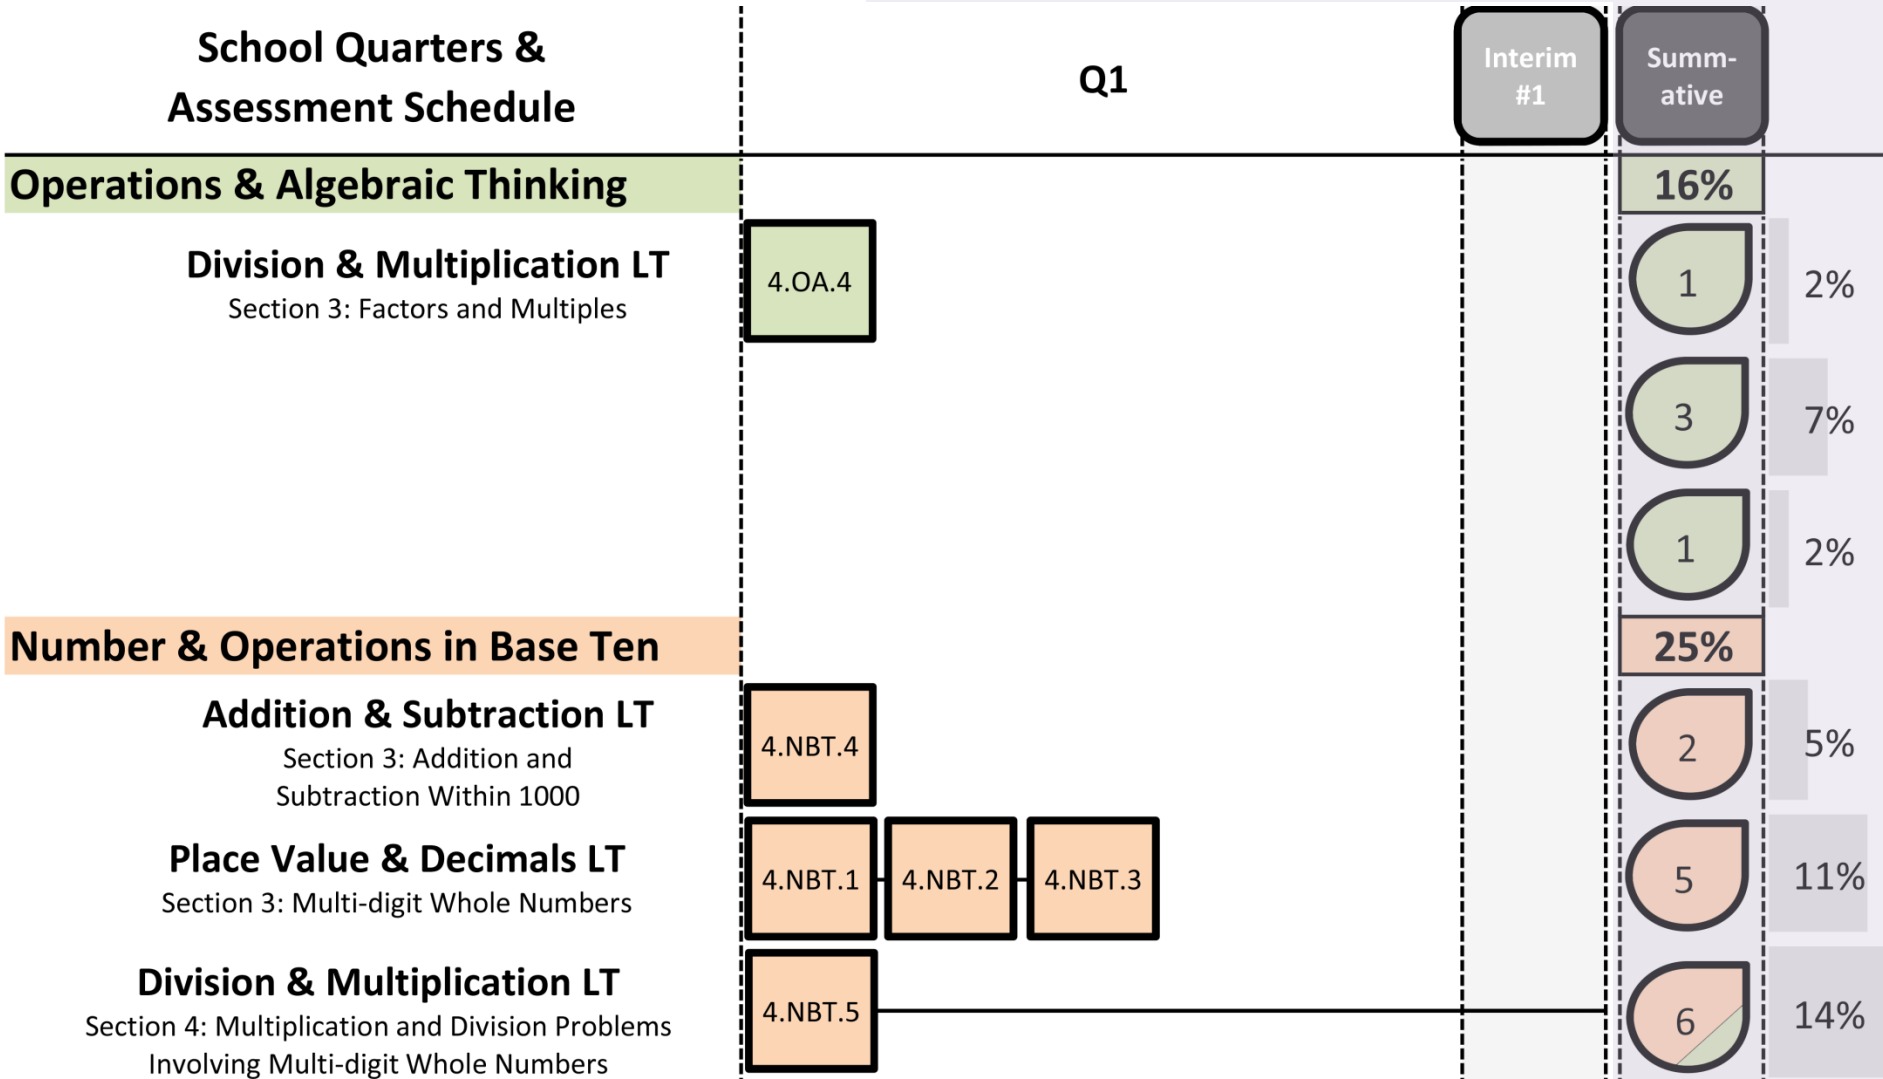 School Quarters &
Assessment Schedule
Q1
Interim
#1
Summ-
ative
Operations & Algebraic Thinking
16%
Division & Multiplication LT
Section 3: Factors and Multiples
4.OA.4
1
2%
3
7%
1
2%
Number & Operations in Base Ten
25%
Addition & Subtraction LT
Section 3: Addition and
Subtraction Within 1000
4.NBT.4
2
5%
Place Value & Decimals LT
Section 3: Multi-digit Whole Numbers
4.NBT.1
4.NBT.2
4.NBT.3
5
11%
Division & Multiplication LT
Section 4: Multiplication and Division Problems
Involving Multi-digit Whole Numbers
4.NBT.5
6
14%